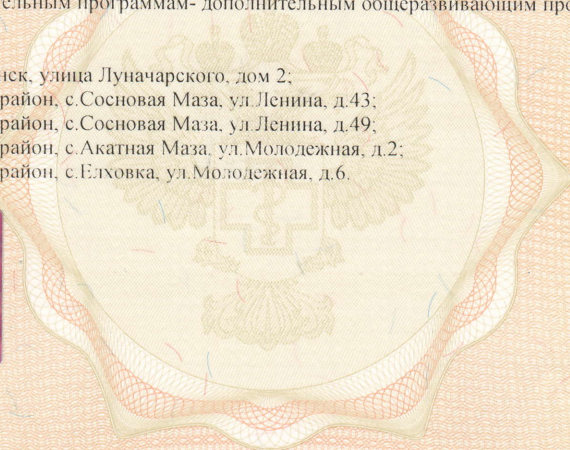 ельным программам- дополнительным общеразвивающим про
нск, улица Луначарского, дом 2;
район, с.Сосновая Маза, ул.Ленина, д.43;
район, с.Сосновая Маза, ул.Ленина, д.49;
район, с.Акатная Маза, ул.Молодежная, д.2;
район, с.Елховка, ул.Молодежная, д.6.